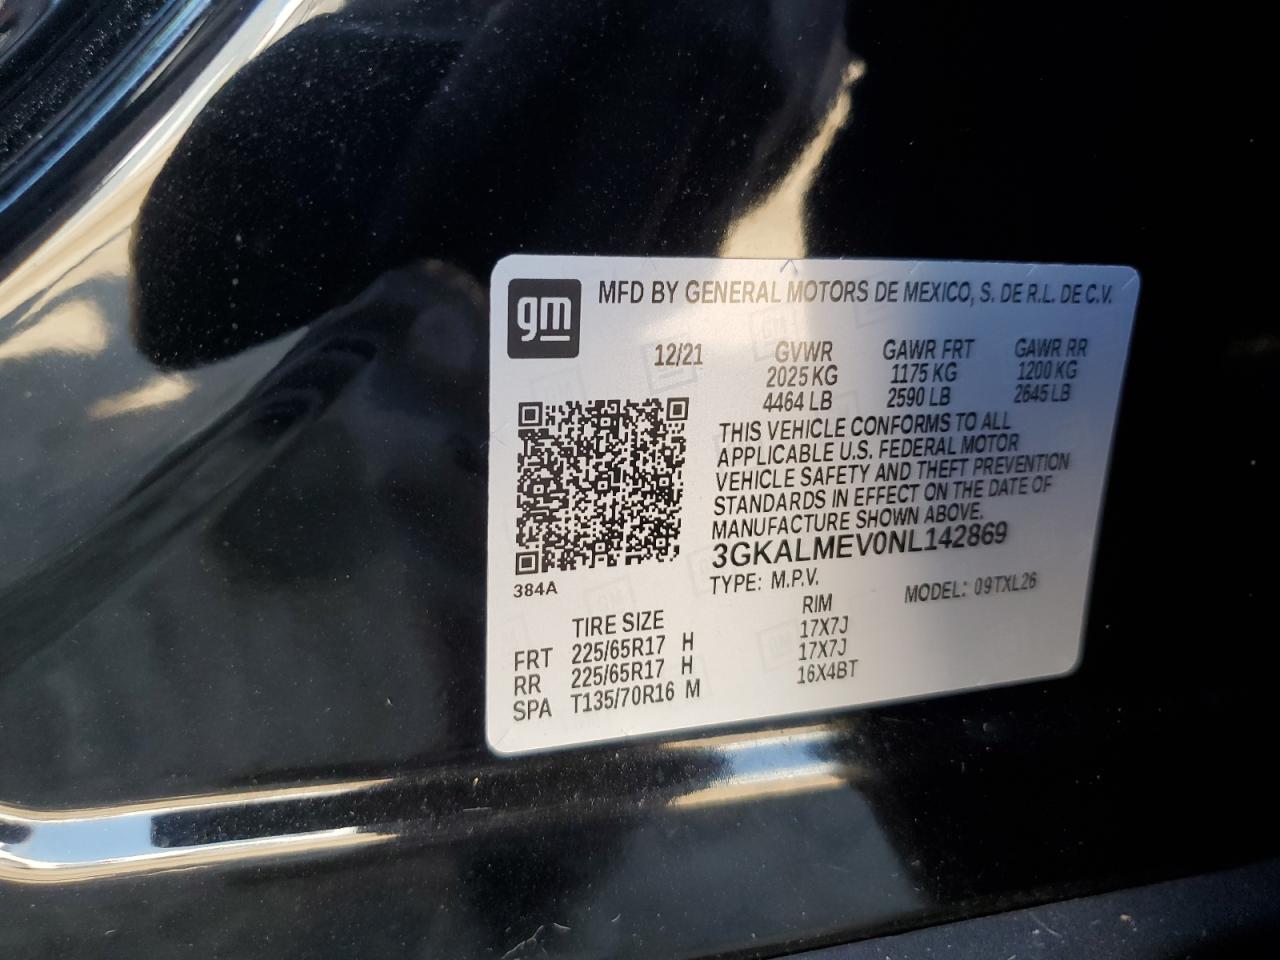 gm MFD BY GENERAL MOTORS DE MEXICO, S. DE R.L. DE C.V.
12/21 GVWR GAWR FRT GAWR RR
2025 KG 1175 KG 1200 KG
4464 LB 2590 LB 2645 LB
THIS VEHICLE CONFORMS TO ALL
APPLICABLE U.S. FEDERAL MOTOR
VEHICLE SAFETY AND THEFT PREVENTION
STANDARDS IN EFFECT ON THE DATE OF
MANUFACTURE SHOWN ABOVE.
3GKALMEV0NL142869
384A
TYPE: M.P.V. MODEL: 09TXL26
TIRE SIZE RIM
FRT 225/65R17 H 17X7J
RR 225/65R17 H 17X7J
SPA T135/70R16 M 16X4BT